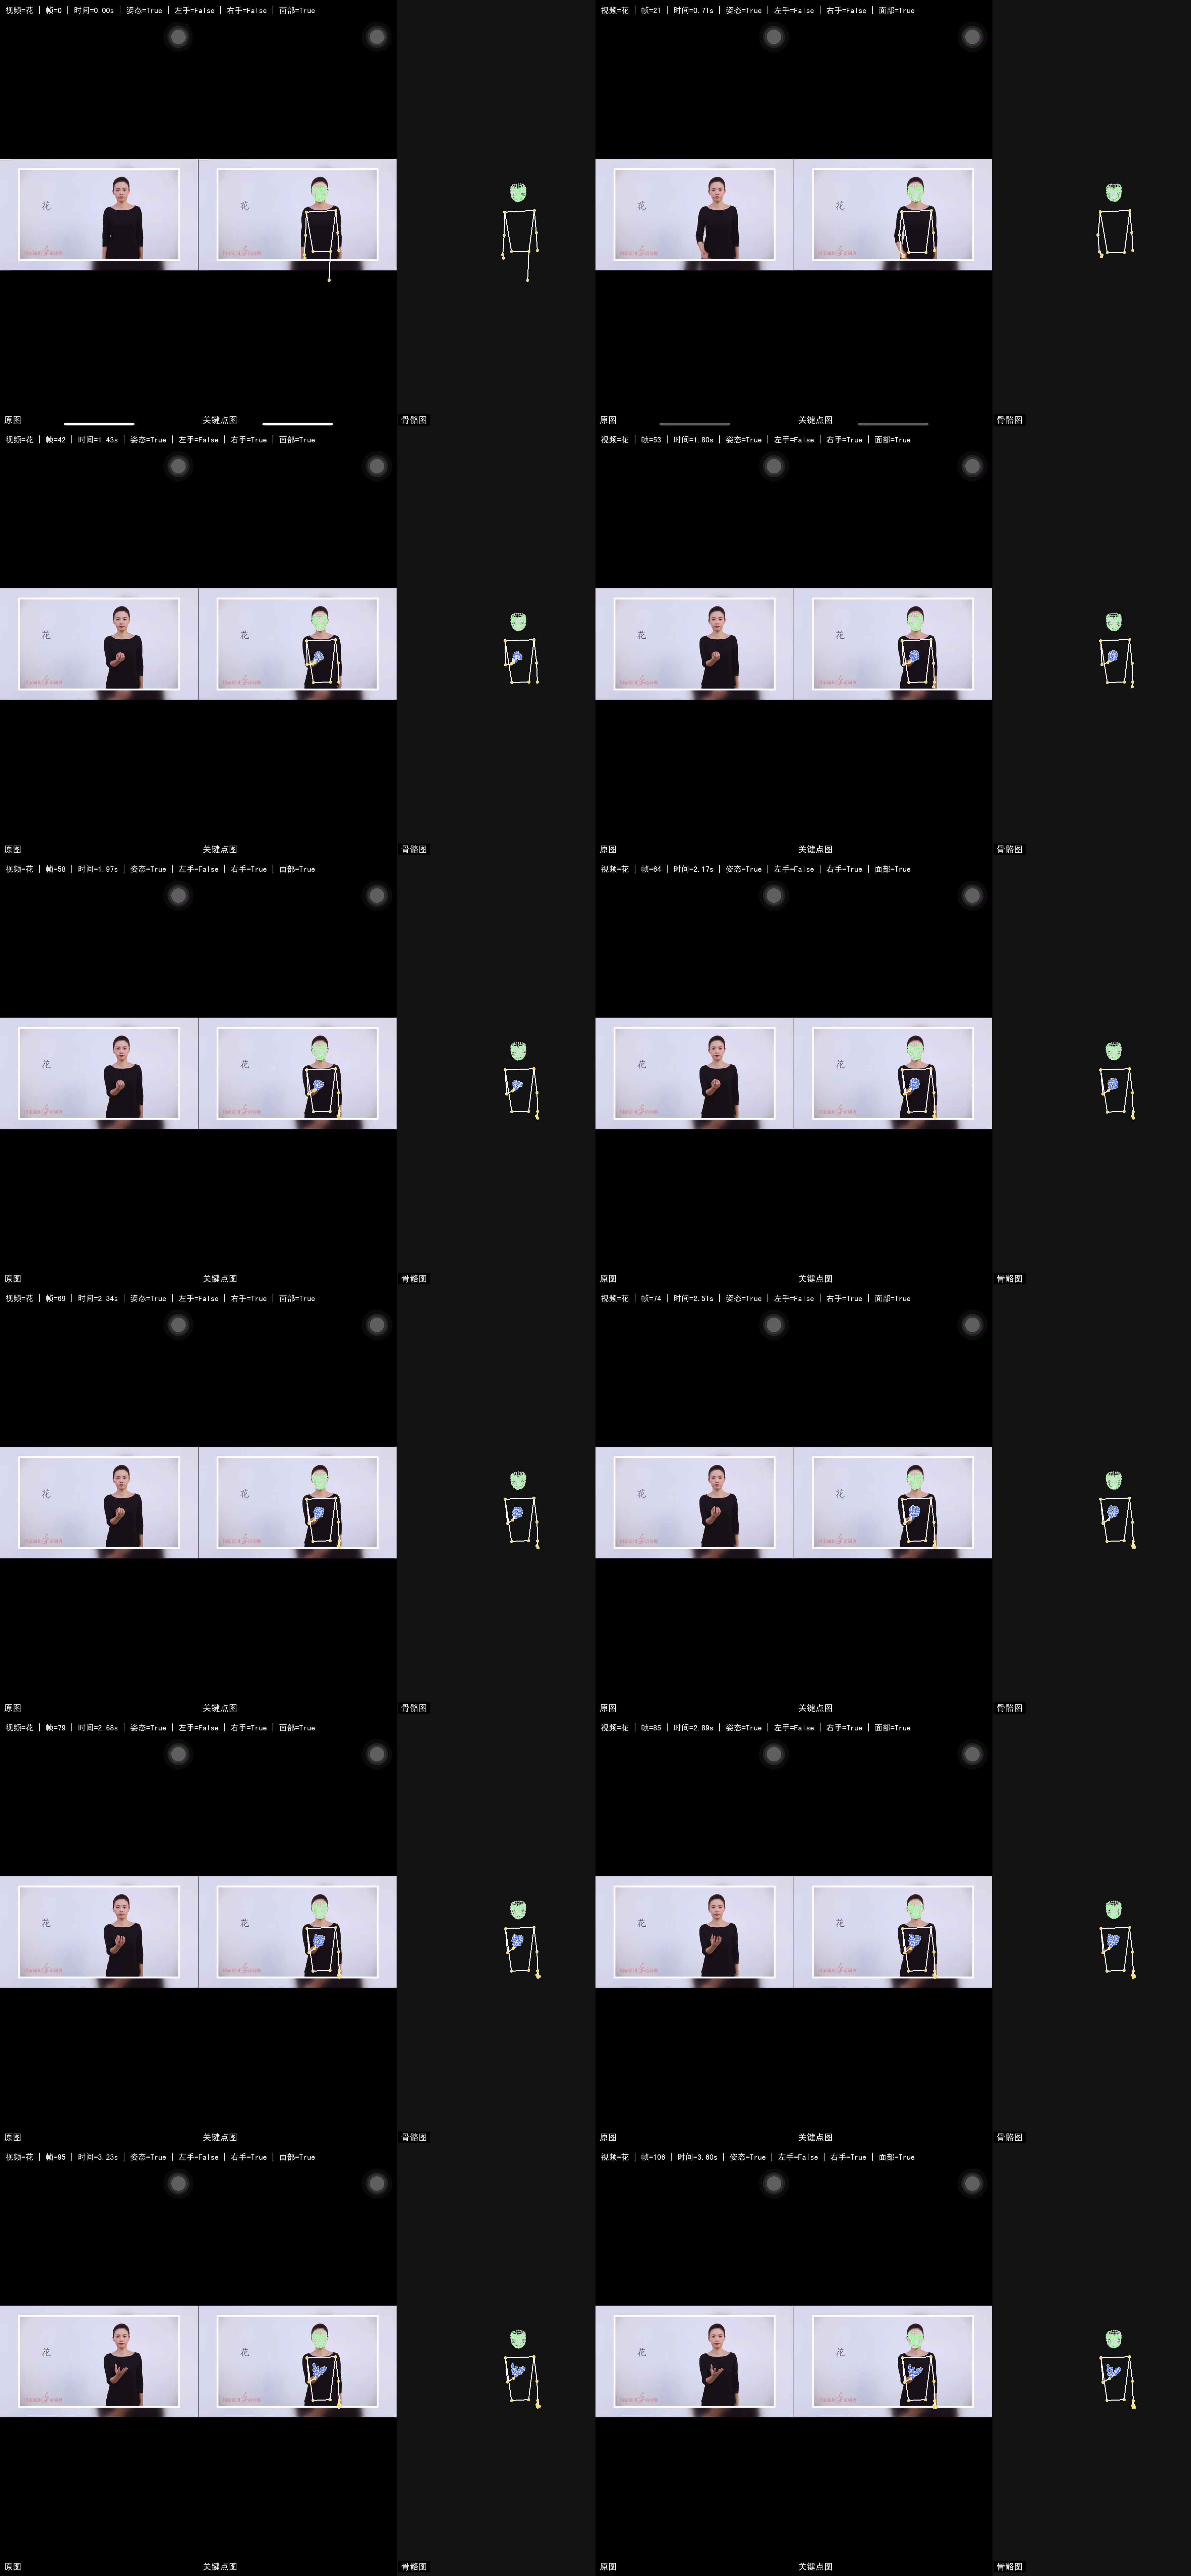 视频=花 | 帧=0 | 时间=0.00s | 姿态=True | 左手=False | 右手=False | 面部=True
花
花
原图
关键点图
骨骼图
视频=花 | 帧=21 | 时间=0.71s | 姿态=True | 左手=False | 右手=False | 面部=True
花
花
原图
关键点图
骨骼图
视频=花 | 帧=42 | 时间=1.43s | 姿态=True | 左手=False | 右手=True | 面部=True
花
花
原图
关键点图
骨骼图
视频=花 | 帧=53 | 时间=1.80s | 姿态=True | 左手=False | 右手=True | 面部=True
花
花
原图
关键点图
骨骼图
视频=花 | 帧=58 | 时间=1.97s | 姿态=True | 左手=False | 右手=True | 面部=True
花
花
原图
关键点图
骨骼图
视频=花 | 帧=64 | 时间=2.17s | 姿态=True | 左手=False | 右手=True | 面部=True
花
花
原图
关键点图
骨骼图
视频=花 | 帧=69 | 时间=2.34s | 姿态=True | 左手=False | 右手=True | 面部=True
花
花
原图
关键点图
骨骼图
视频=花 | 帧=74 | 时间=2.51s | 姿态=True | 左手=False | 右手=True | 面部=True
花
花
原图
关键点图
骨骼图
视频=花 | 帧=79 | 时间=2.68s | 姿态=True | 左手=False | 右手=True | 面部=True
花
花
原图
关键点图
骨骼图
视频=花 | 帧=85 | 时间=2.89s | 姿态=True | 左手=False | 右手=True | 面部=True
花
花
原图
关键点图
骨骼图
视频=花 | 帧=95 | 时间=3.23s | 姿态=True | 左手=False | 右手=True | 面部=True
花
花
原图
关键点图
骨骼图
视频=花 | 帧=106 | 时间=3.60s | 姿态=True | 左手=False | 右手=True | 面部=True
花
花
原图
关键点图
骨骼图